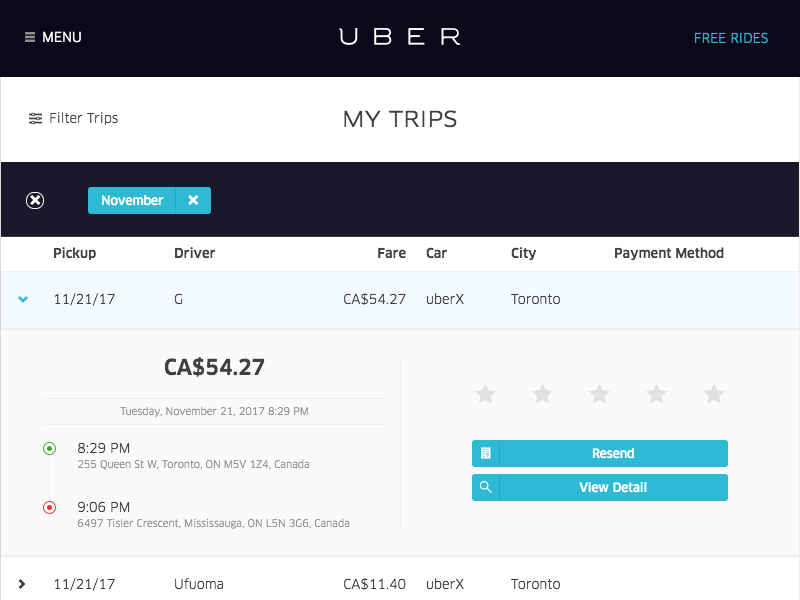 MENU
UBER
FREE RIDES
Filter Trips
MY TRIPS
November
Pickup Driver Fare Car City Payment Method
11/21/17 G CA$54.27 uberX Toronto
CA$54.27
Tuesday, November 21, 2017 8:29 PM
8:29 PM
255 Queen St W, Toronto, ON M5V 1Z4, Canada
9:06 PM
6497 Tisler Crescent, Mississauga, ON L5N 3G6, Canada
Resend
View Detail
11/21/17 Ufuoma CA$11.40 uberX Toronto